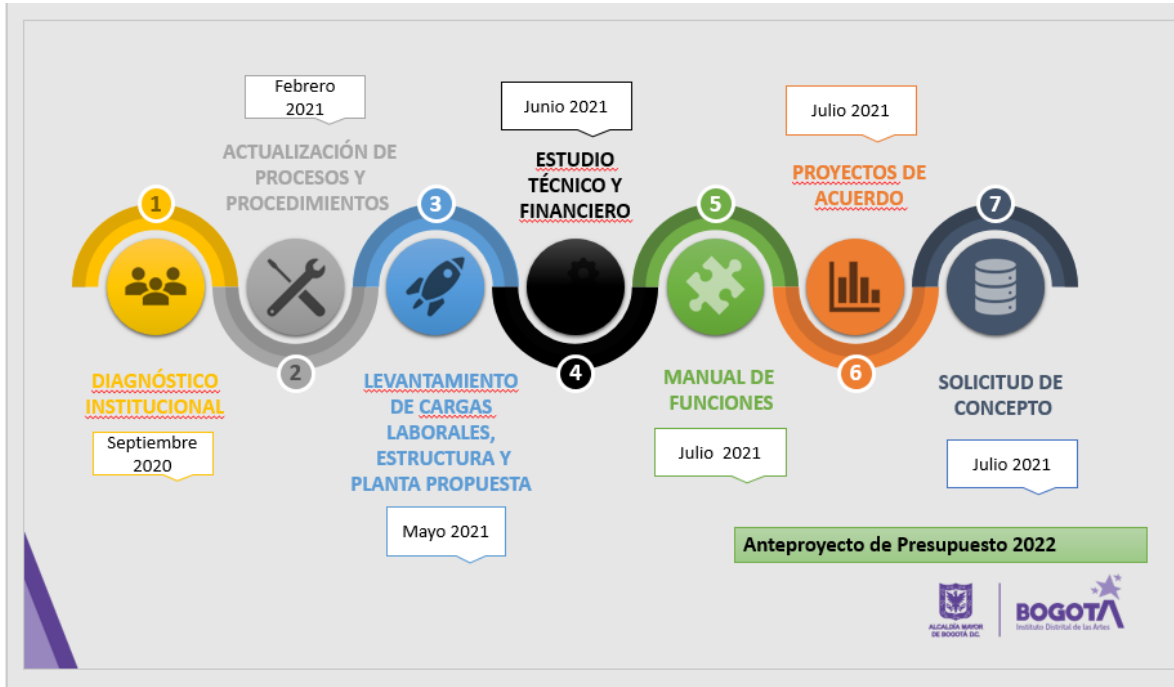 1
DIAGNÓSTICO
INSTITUCIONAL
Septiembre
2020
Febrero
2021
ACTUALIZACIÓN DE
PROCESOS Y
PROCEDIMIENTOS
2
3
LEVANTAMIENTO
DE CARGAS
LABORALES,
ESTRUCTURA Y
PLANTA PROPUESTA
Mayo 2021
Junio 2021
ESTUDIO
TÉCNICO Y
FINANCIERO
4
5
MANUAL DE
FUNCIONES
Julio 2021
Julio 2021
PROYECTOS DE
ACUERDO
6
7
SOLICITUD DE
CONCEPTO
Julio 2021
Anteproyecto de Presupuesto 2022
ALCALDÍA MAYOR
DE BOGOTÁ D.C.
BOGOTÁ
Instituto Distrital de las Artes